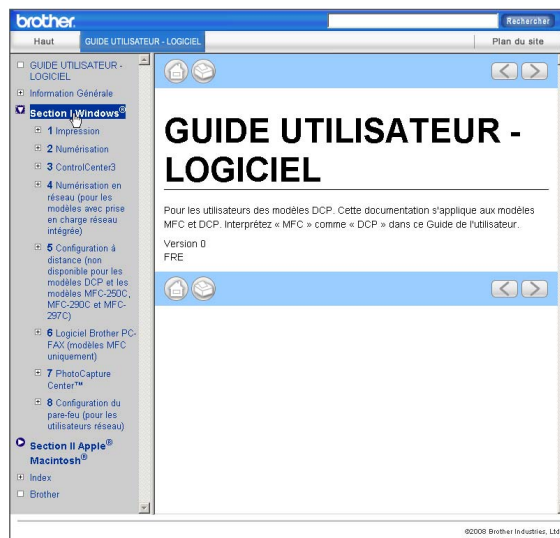 brother.
Rechercher
Haut
GUIDE UTILISATEUR - LOGICIEL
Plan du site
GUIDE UTILISATEUR -
LOGICIEL
Information Générale
Section I Windows®
1 Impression
2 Numérisation
3 ControlCenter3
4 Numérisation en
réseau (pour les
modèles avec prise
en charge réseau
intégrée)
5 Configuration à
distance (non
disponible pour les
modèles DCP et les
modèles MFC-250C,
MFC-290C et MFC-
297C)
6 Logiciel Brother PC-
FAX (modèles MFC
uniquement)
7 PhotoCapture
Center™
8 Configuration du
pare-feu (pour les
utilisateurs réseau)
Section II Apple®
Macintosh®
Index
Brother
GUIDE UTILISATEUR -
LOGICIEL
Pour les utilisateurs des modèles DCP. Cette documentation s'applique aux modèles
MFC et DCP. Interprétez « MFC » comme « DCP » dans ce Guide de l'utilisateur.
Version 0
FRE
©2008 Brother Industries, Ltd